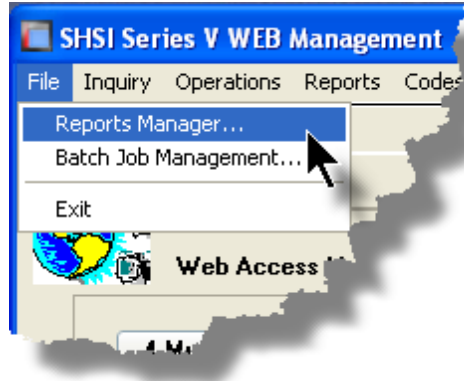 SHSI Series V WEB Management
File Inquiry Operations Reports Codes
Reports Manager...
Batch Job Management...
Exit
Web Access